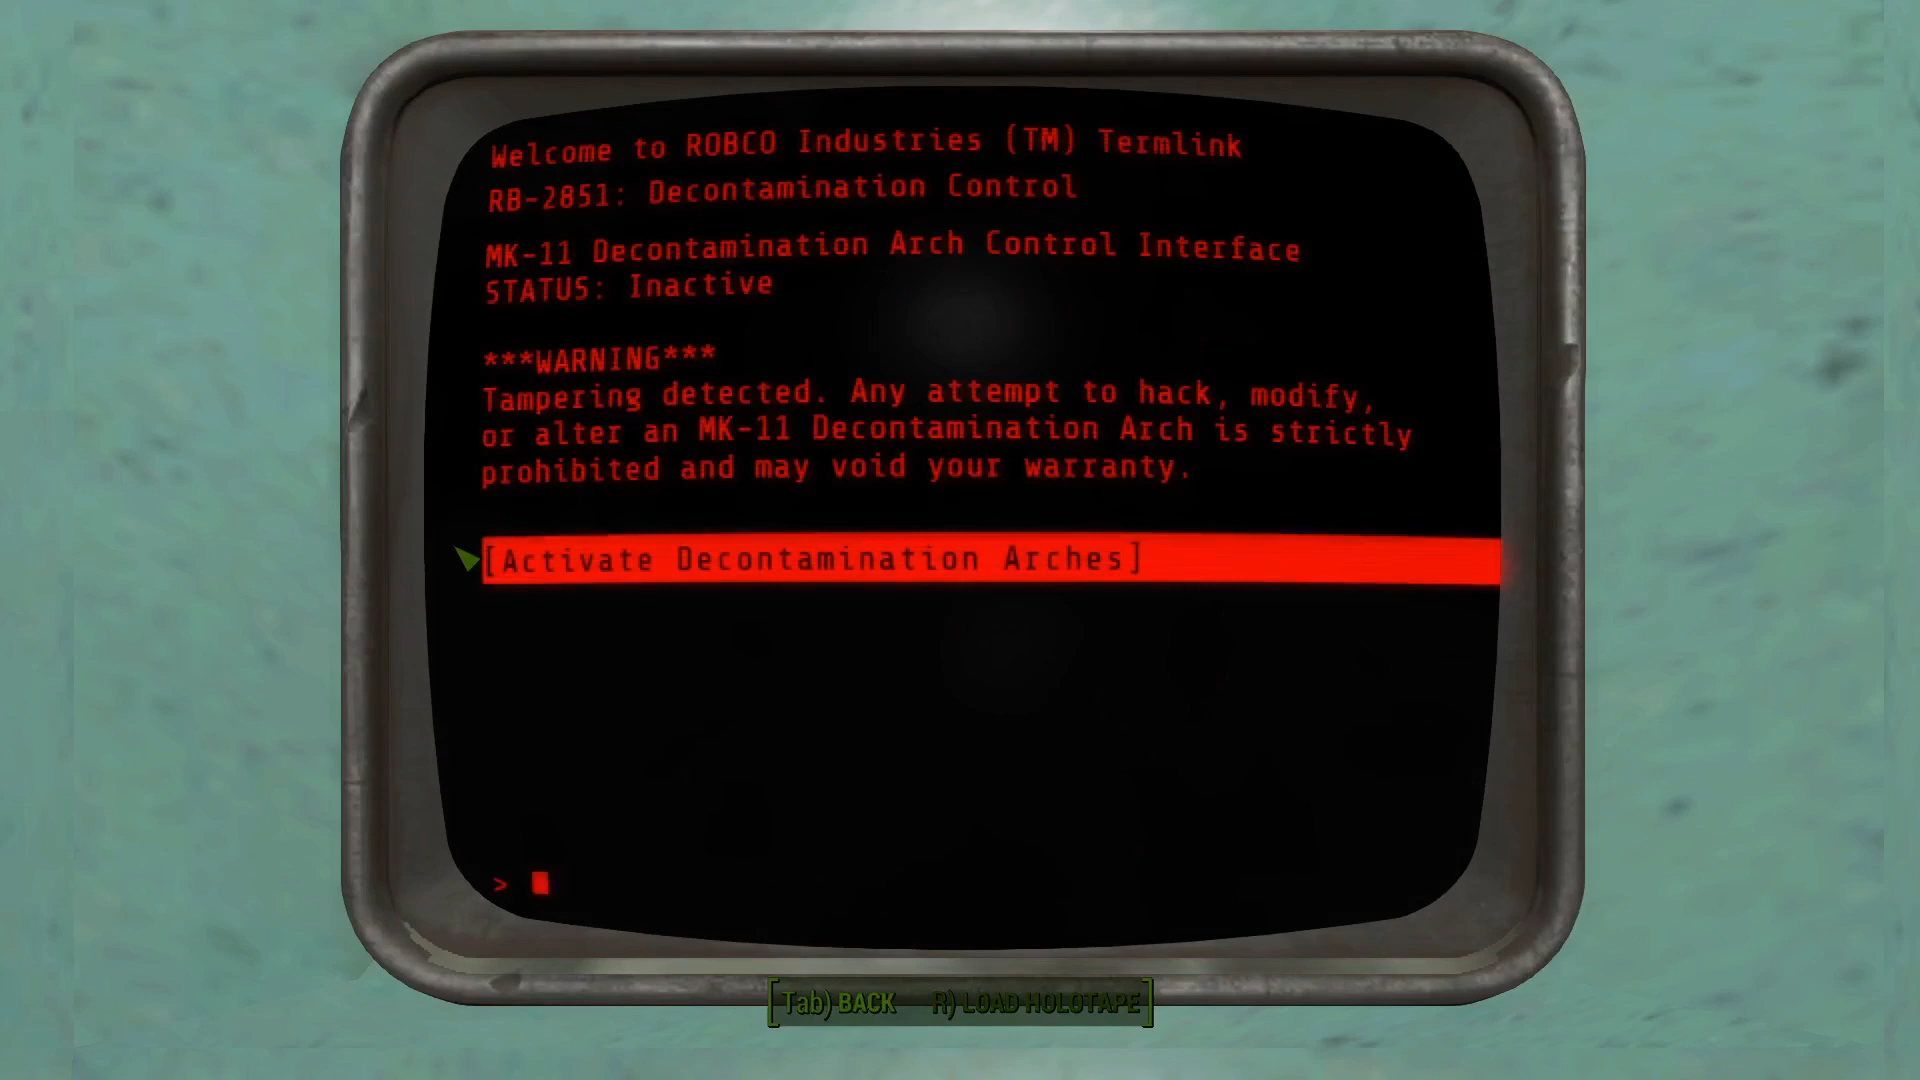 Welcome to ROBCO Industries (TM) Termlink
RB-2851: Decontamination Control
MK-11 Decontamination Arch Control Interface
STATUS: Inactive
***WARNING***
Tampering detected. Any attempt to hack, modify,
or alter an MK-11 Decontamination Arch is strictly
prohibited and may void your warranty.
[Activate Decontamination Arches]
>
[Tab) BACK R) LOAD HOLOTAPE]